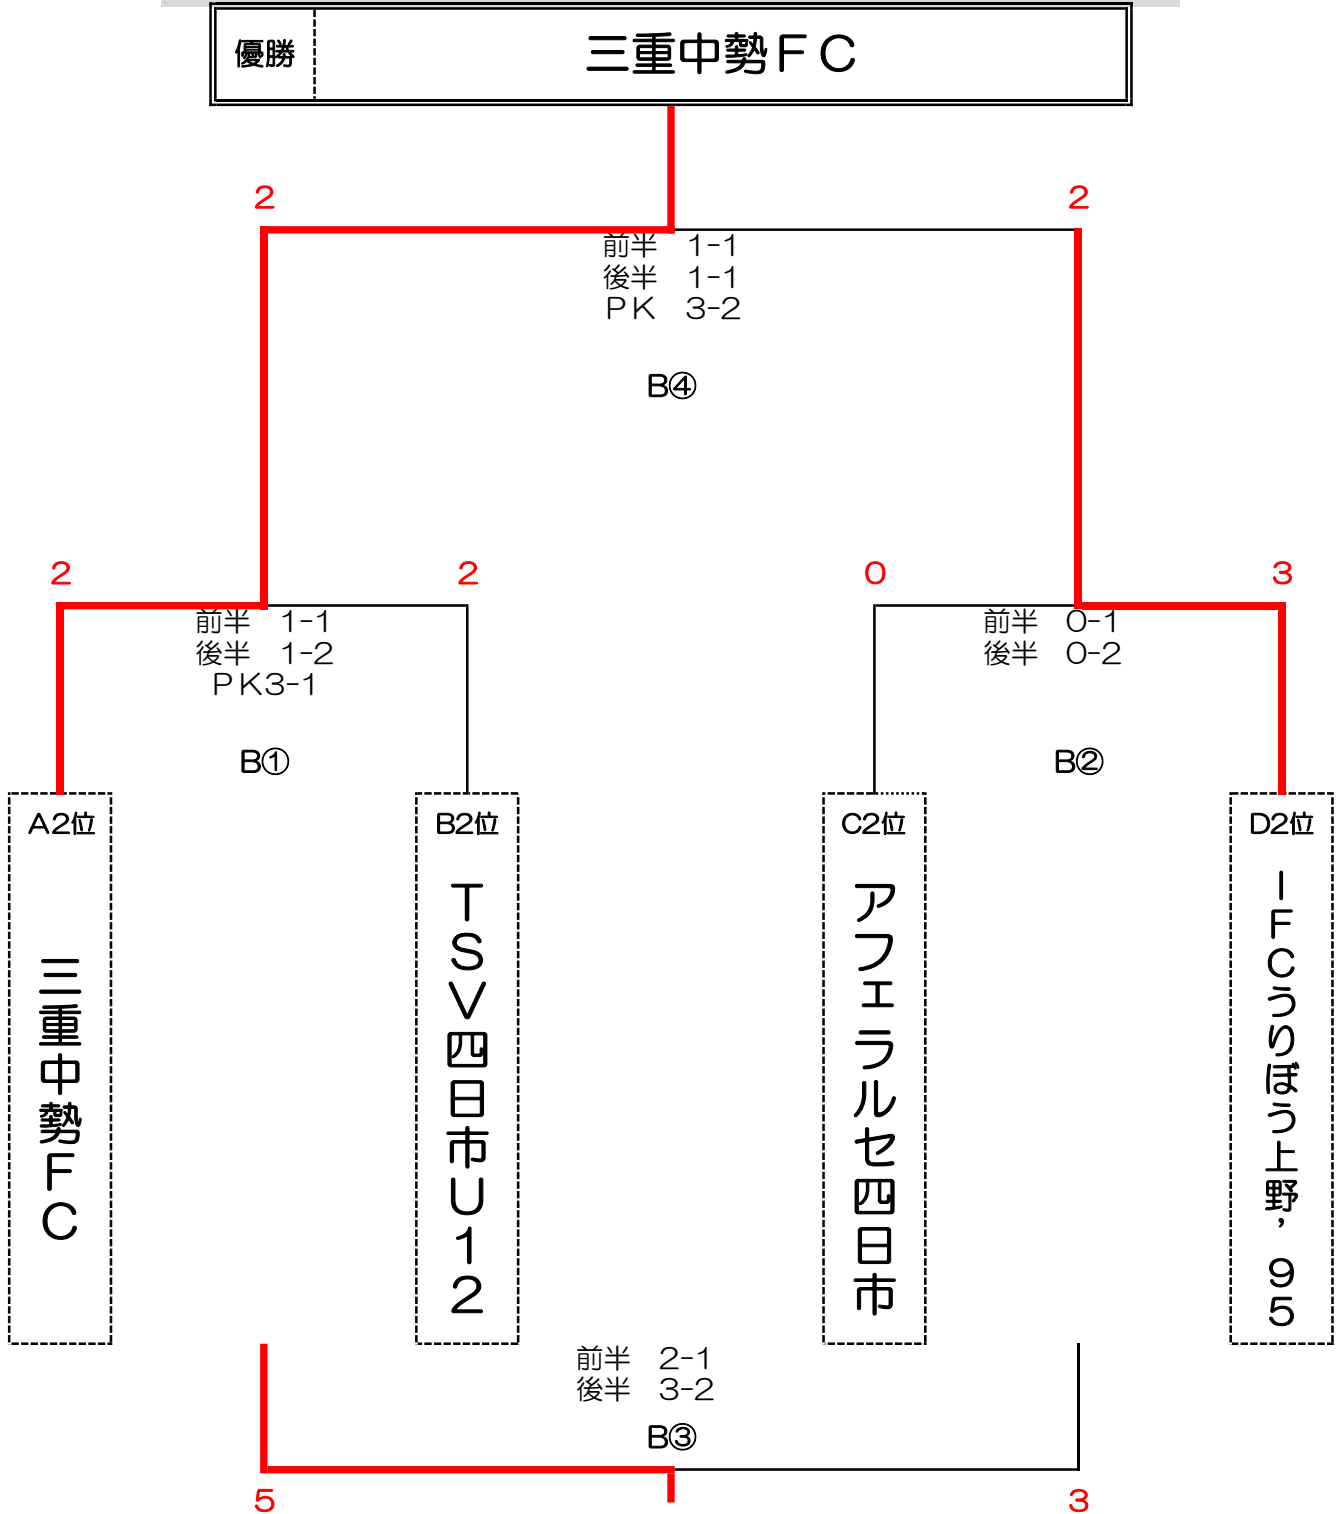 優勝 三重中勢ＦＣ
2 2
前半 1-1
後半 1-1
ＰＫ 3-2
B④
2 2 0 3
前半 1-1
後半 1-2
ＰＫ3-1
B①
前半 0-1
後半 0-2
B②
A2位
三重中勢ＦＣ
B2位
ＴＳＶ四日市Ｕ１２
C2位
アフェラルセ四日市
D2位
ＩＦＣうりぼう上野，９５
前半 2-1
後半 3-2
B③
5 3